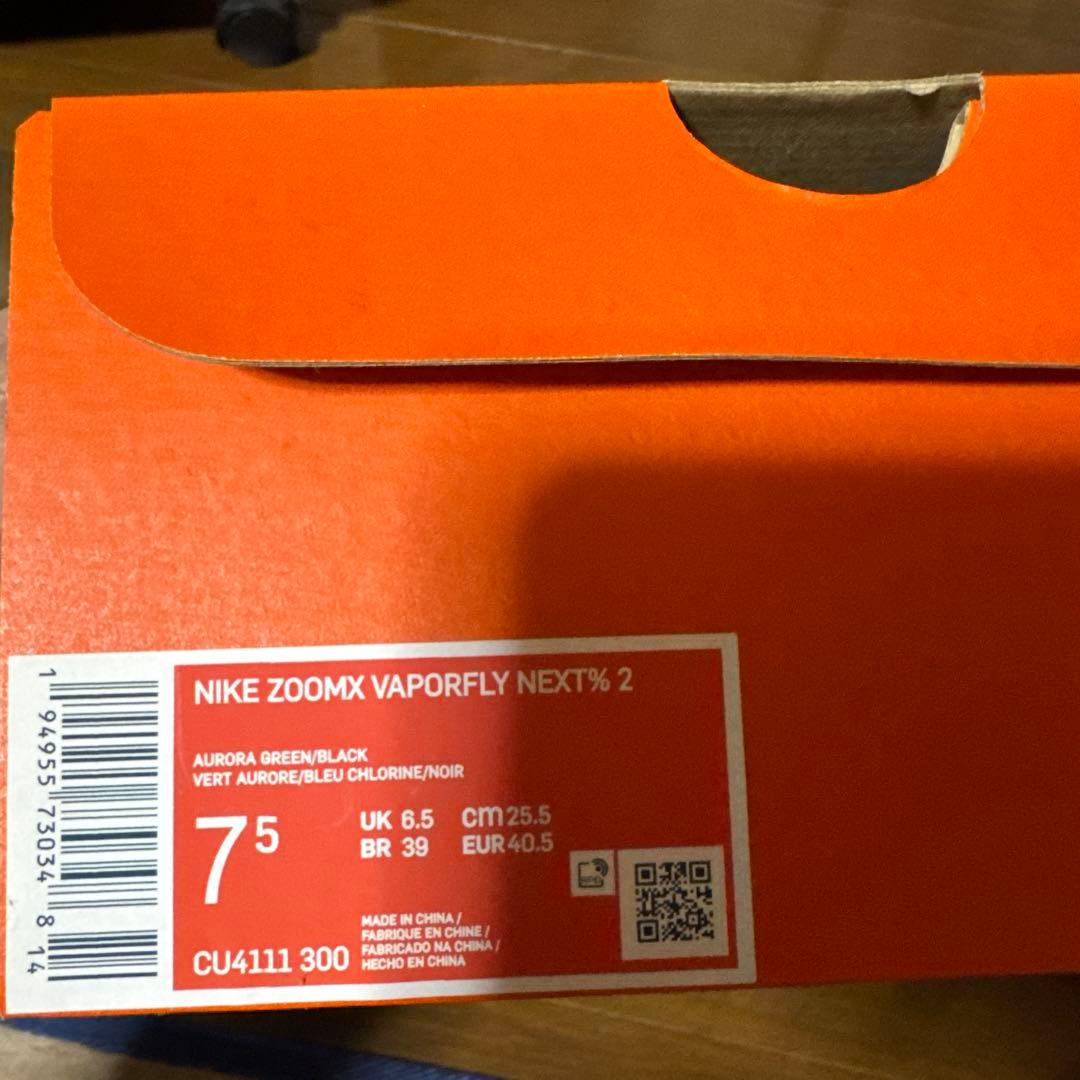 NIKE ZOOMX VAPORFLY NEXT% 2
AURORA GREEN/BLACK
VERT AURORE/BLEU CHLORINE/NOIR
7 5
UK 6.5 cm 25.5
BR 39 EUR 40.5
CU4111 300
MADE IN CHINA /
FABRIQUE EN CHINE /
FABRICADO NA CHINA /
HECHO EN CHINA
1 94955 73034 8 14